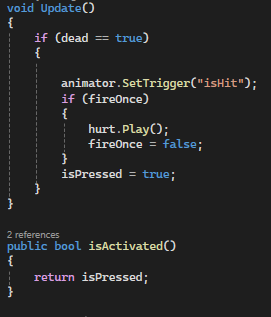 void Update()
{
    if (dead == true)
    {

        animator.SetTrigger("isHit");
        if (fireOnce)
        {
            hurt.Play();
            fireOnce = false;
        }
        isPressed = true;
    }
}

2 references
public bool isActivated()
{
    return isPressed;
}